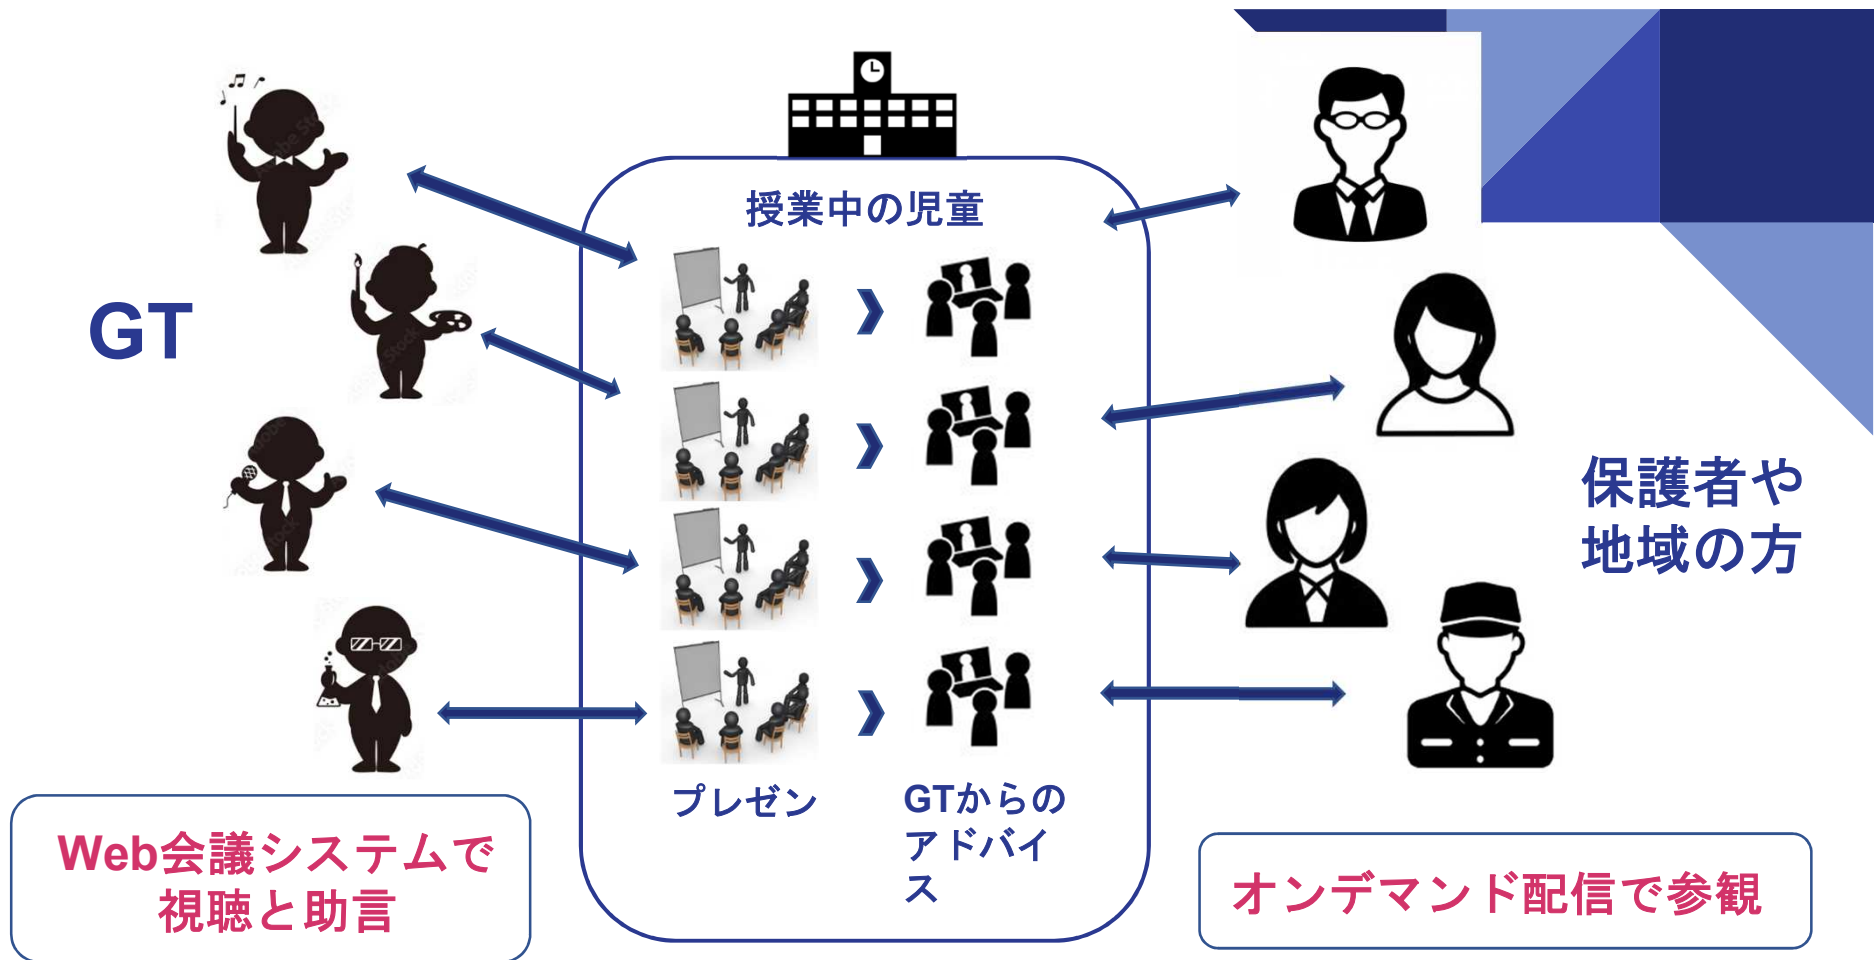 授業中の児童
GT
保護者や
地域の方
プレゼン
GTからの
アドバイ
ス
Web会議システムで
視聴と助言
オンデマンド配信で参観